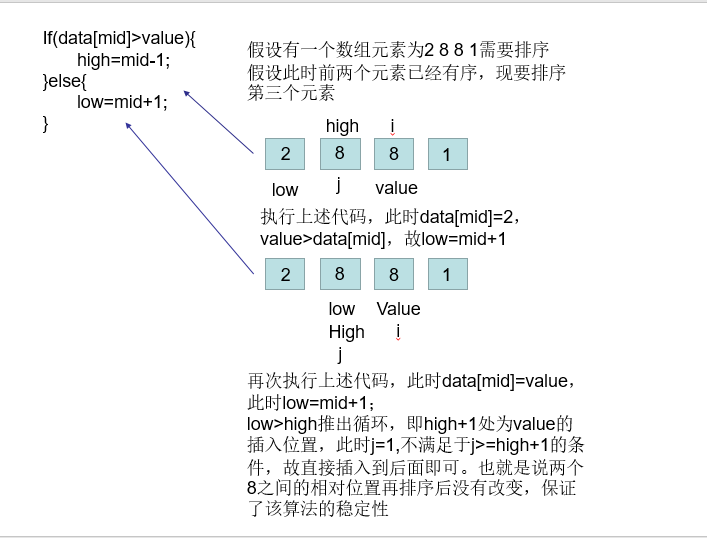 If(data[mid]>value){
high=mid-1;
}else{
low=mid+1;
}
假设有一个数组元素为2 8 8 1需要排序
假设此时前两个元素已经有序，现要排序
第三个元素
high i
2 8 8 1
low j value
执行上述代码，此时data[mid]=2，
value>data[mid]，故low=mid+1
2 8 8 1
low Value
High i
j
再次执行上述代码，此时data[mid]=value，
此时low=mid+1；
low>high推出循环，即high+1处为value的
插入位置，此时j=1,不满足于j>=high+1的条
件，故直接插入到后面即可。也就是说两个
8之间的相对位置再排序后没有改变，保证
了该算法的稳定性